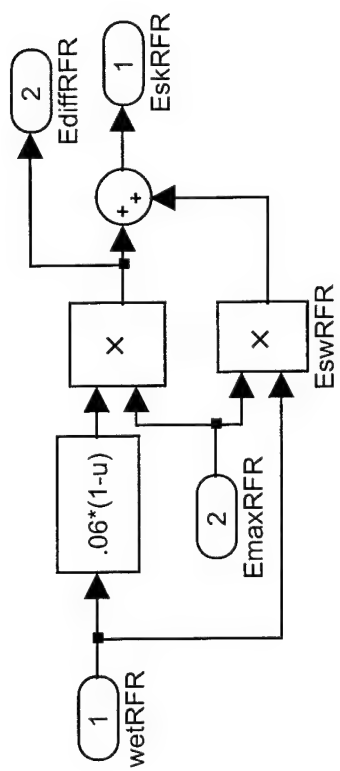 2
EdiffRFR
1
EskRFR
+
+
×
×
EswRFR
.06*(1-u)
2
EmaxRFR
1
wetRFR